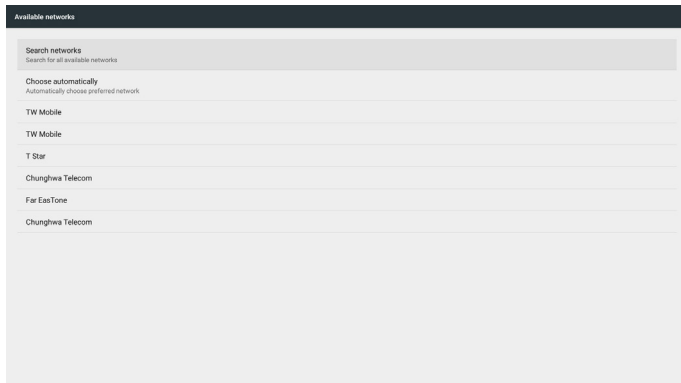 Available networks
Search networks
Search for all available networks
Choose automatically
Automatically choose preferred network
TW Mobile
TW Mobile
T Star
Chunghwa Telecom
Far EasTone
Chunghwa Telecom